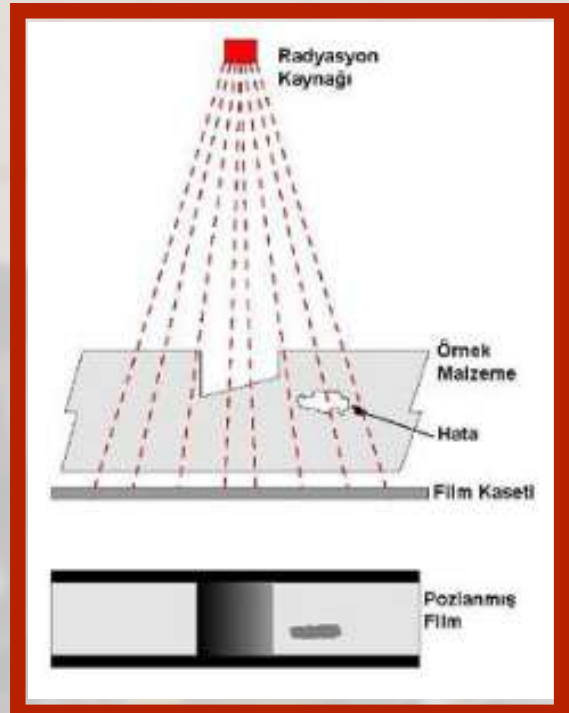 Radyasyon
Kaynağı
Örnek
Malzeme
Hata
Film Kaseti
Pozlanmış
Film